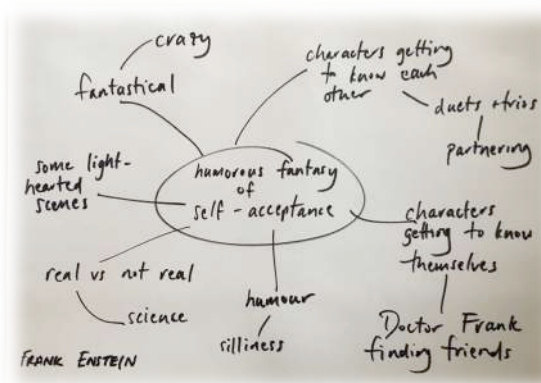 crazy
fantastical
characters getting
to know each
other
duets + trios
partnering
some light-
hearted
scenes
humorous fantasy
of
self-acceptance
characters
getting to know
themselves
real vs not real
science
humour
silliness
Doctor Frank
finding friends
FRANK ENSTEIN